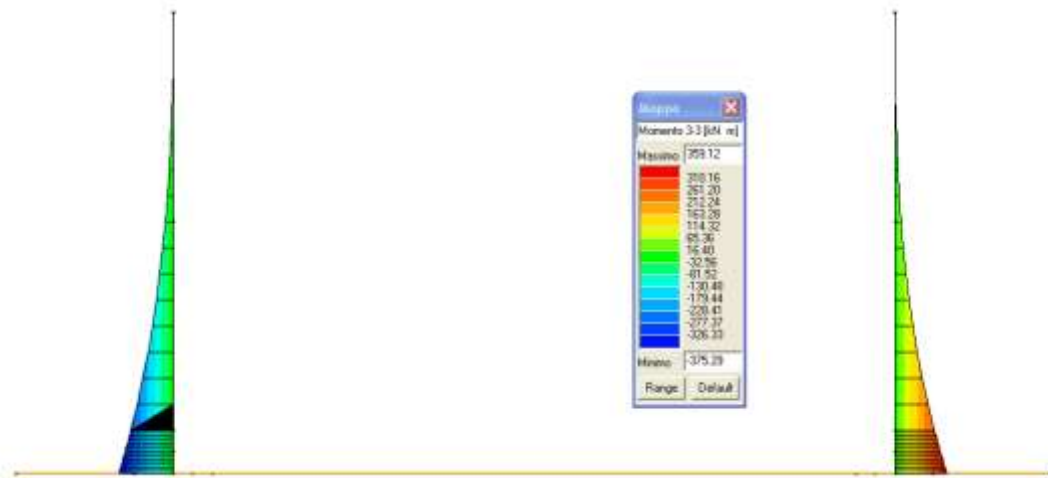 Mappa
Momento 3-3 [kN m]
Massimo 359.12
310.16
261.20
212.24
163.28
114.32
65.36
16.40
-32.56
-81.52
-130.48
-179.44
-228.41
-277.37
-326.33
Minimo -375.29
Range Default